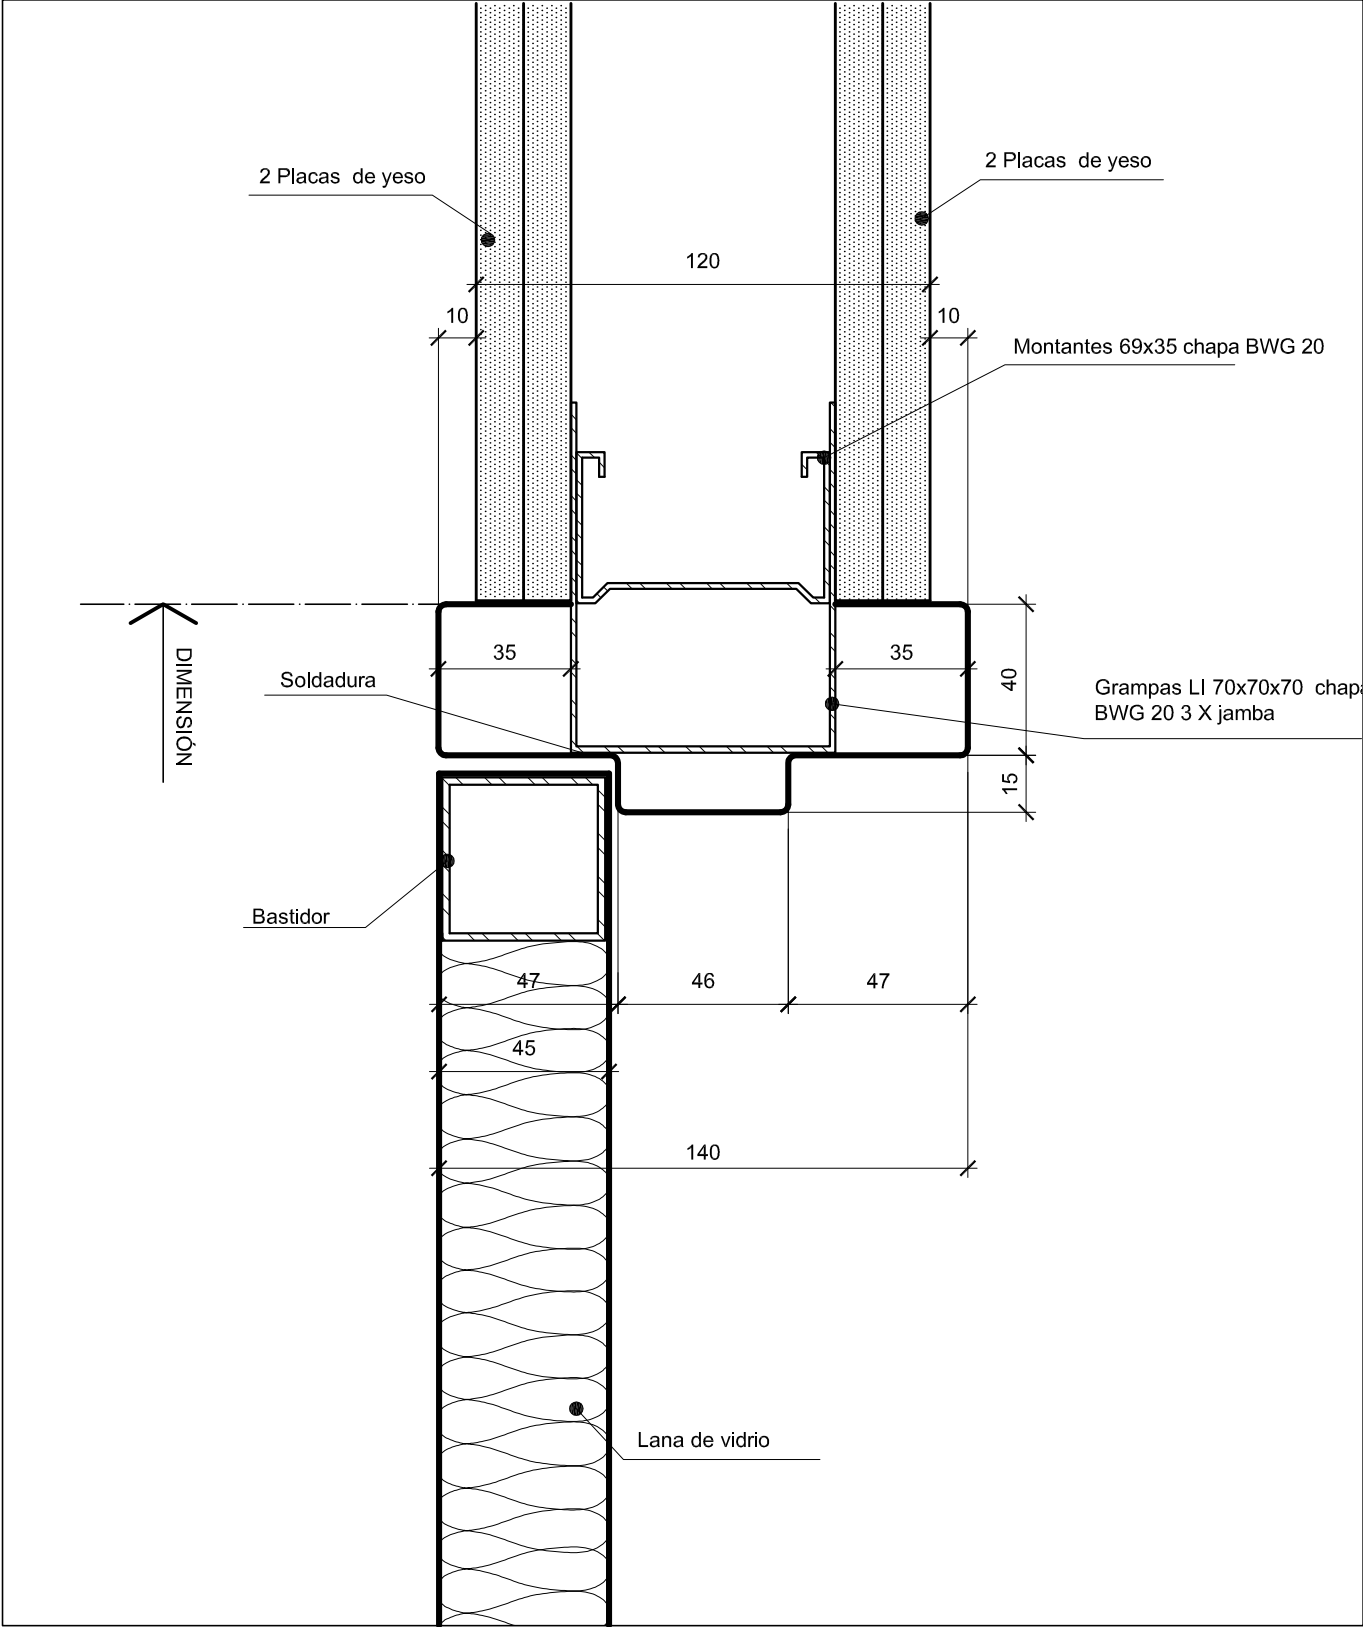 2 Placas de yeso
2 Placas de yeso
120
10
10
Montantes 69x35 chapa BWG 20
35
35
DIMENSIÓN
Soldadura
40
Grampas LI 70x70x70 chapa
BWG 20 3 X jamba
15
Bastidor
47
46
47
45
140
Lana de vidrio